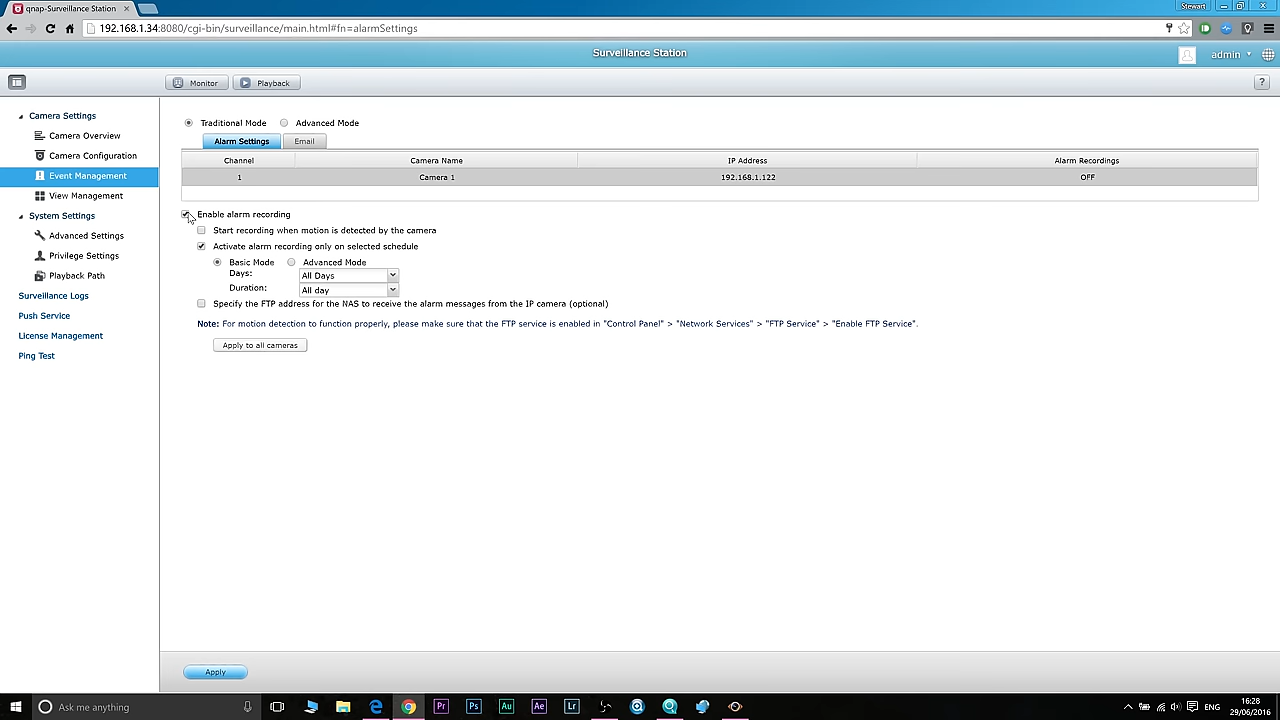 qnap-Surveillance Station
Stewart
192.168.1.34:8080/cgi-bin/surveillance/main.html#fn=alarmSettings
Surveillance Station
admin
Monitor
Playback
?
Camera Settings
Camera Overview
Camera Configuration
Event Management
View Management
System Settings
Advanced Settings
Privilege Settings
Playback Path
Surveillance Logs
Push Service
License Management
Ping Test
Traditional Mode
Advanced Mode
Alarm Settings
Email
Channel Camera Name IP Address Alarm Recordings
1 Camera 1 192.168.1.122 OFF
Enable alarm recording
Start recording when motion is detected by the camera
Activate alarm recording only on selected schedule
Basic Mode Advanced Mode
Days: All Days
Duration: All day
Specify the FTP address for the NAS to receive the alarm messages from the IP camera (optional)
Note: For motion detection to function properly, please make sure that the FTP service is enabled in "Control Panel" > "Network Services" > "FTP Service" > "Enable FTP Service".
Apply to all cameras
Apply
Ask me anything
Pr
Ps
Au
Ae
Lr
ENG
16:28
29/06/2016